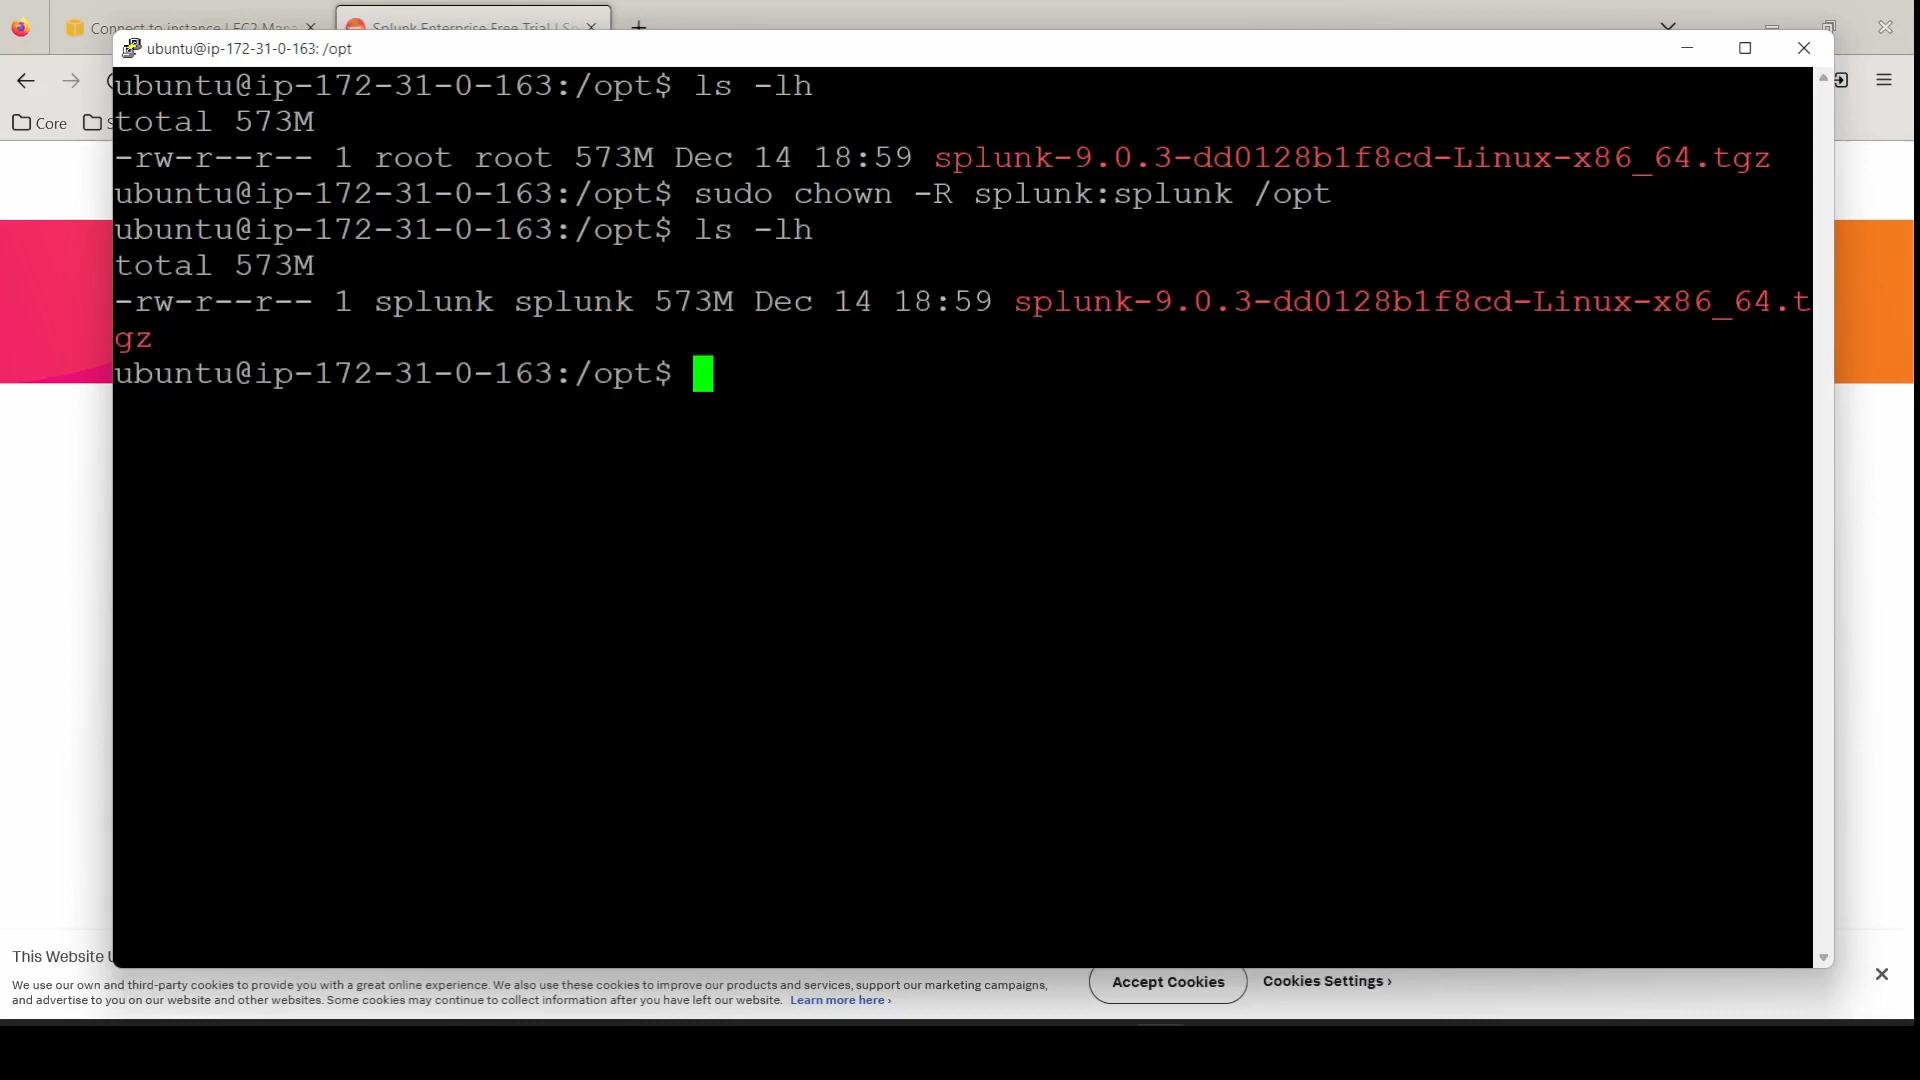 Connect to instance | EC2 Mana
Splunk Enterprise Free Trial | Sp
ubuntu@ip-172-31-0-163: /opt
Core
S
ubuntu@ip-172-31-0-163:/opt$ ls -lh
total 573M
-rw-r--r-- 1 root root 573M Dec 14 18:59 splunk-9.0.3-dd0128b1f8cd-Linux-x86_64.tgz
ubuntu@ip-172-31-0-163:/opt$ sudo chown -R splunk:splunk /opt
ubuntu@ip-172-31-0-163:/opt$ ls -lh
total 573M
-rw-r--r-- 1 splunk splunk 573M Dec 14 18:59 splunk-9.0.3-dd0128b1f8cd-Linux-x86_64.t
gz
ubuntu@ip-172-31-0-163:/opt$
This Website U
We use our own and third-party cookies to provide you with a great online experience. We also use these cookies to improve our products and services, support our marketing campaigns,
and advertise to you on our website and other websites. Some cookies may continue to collect information after you have left our website. Learn more here ›
Accept Cookies
Cookies Settings ›